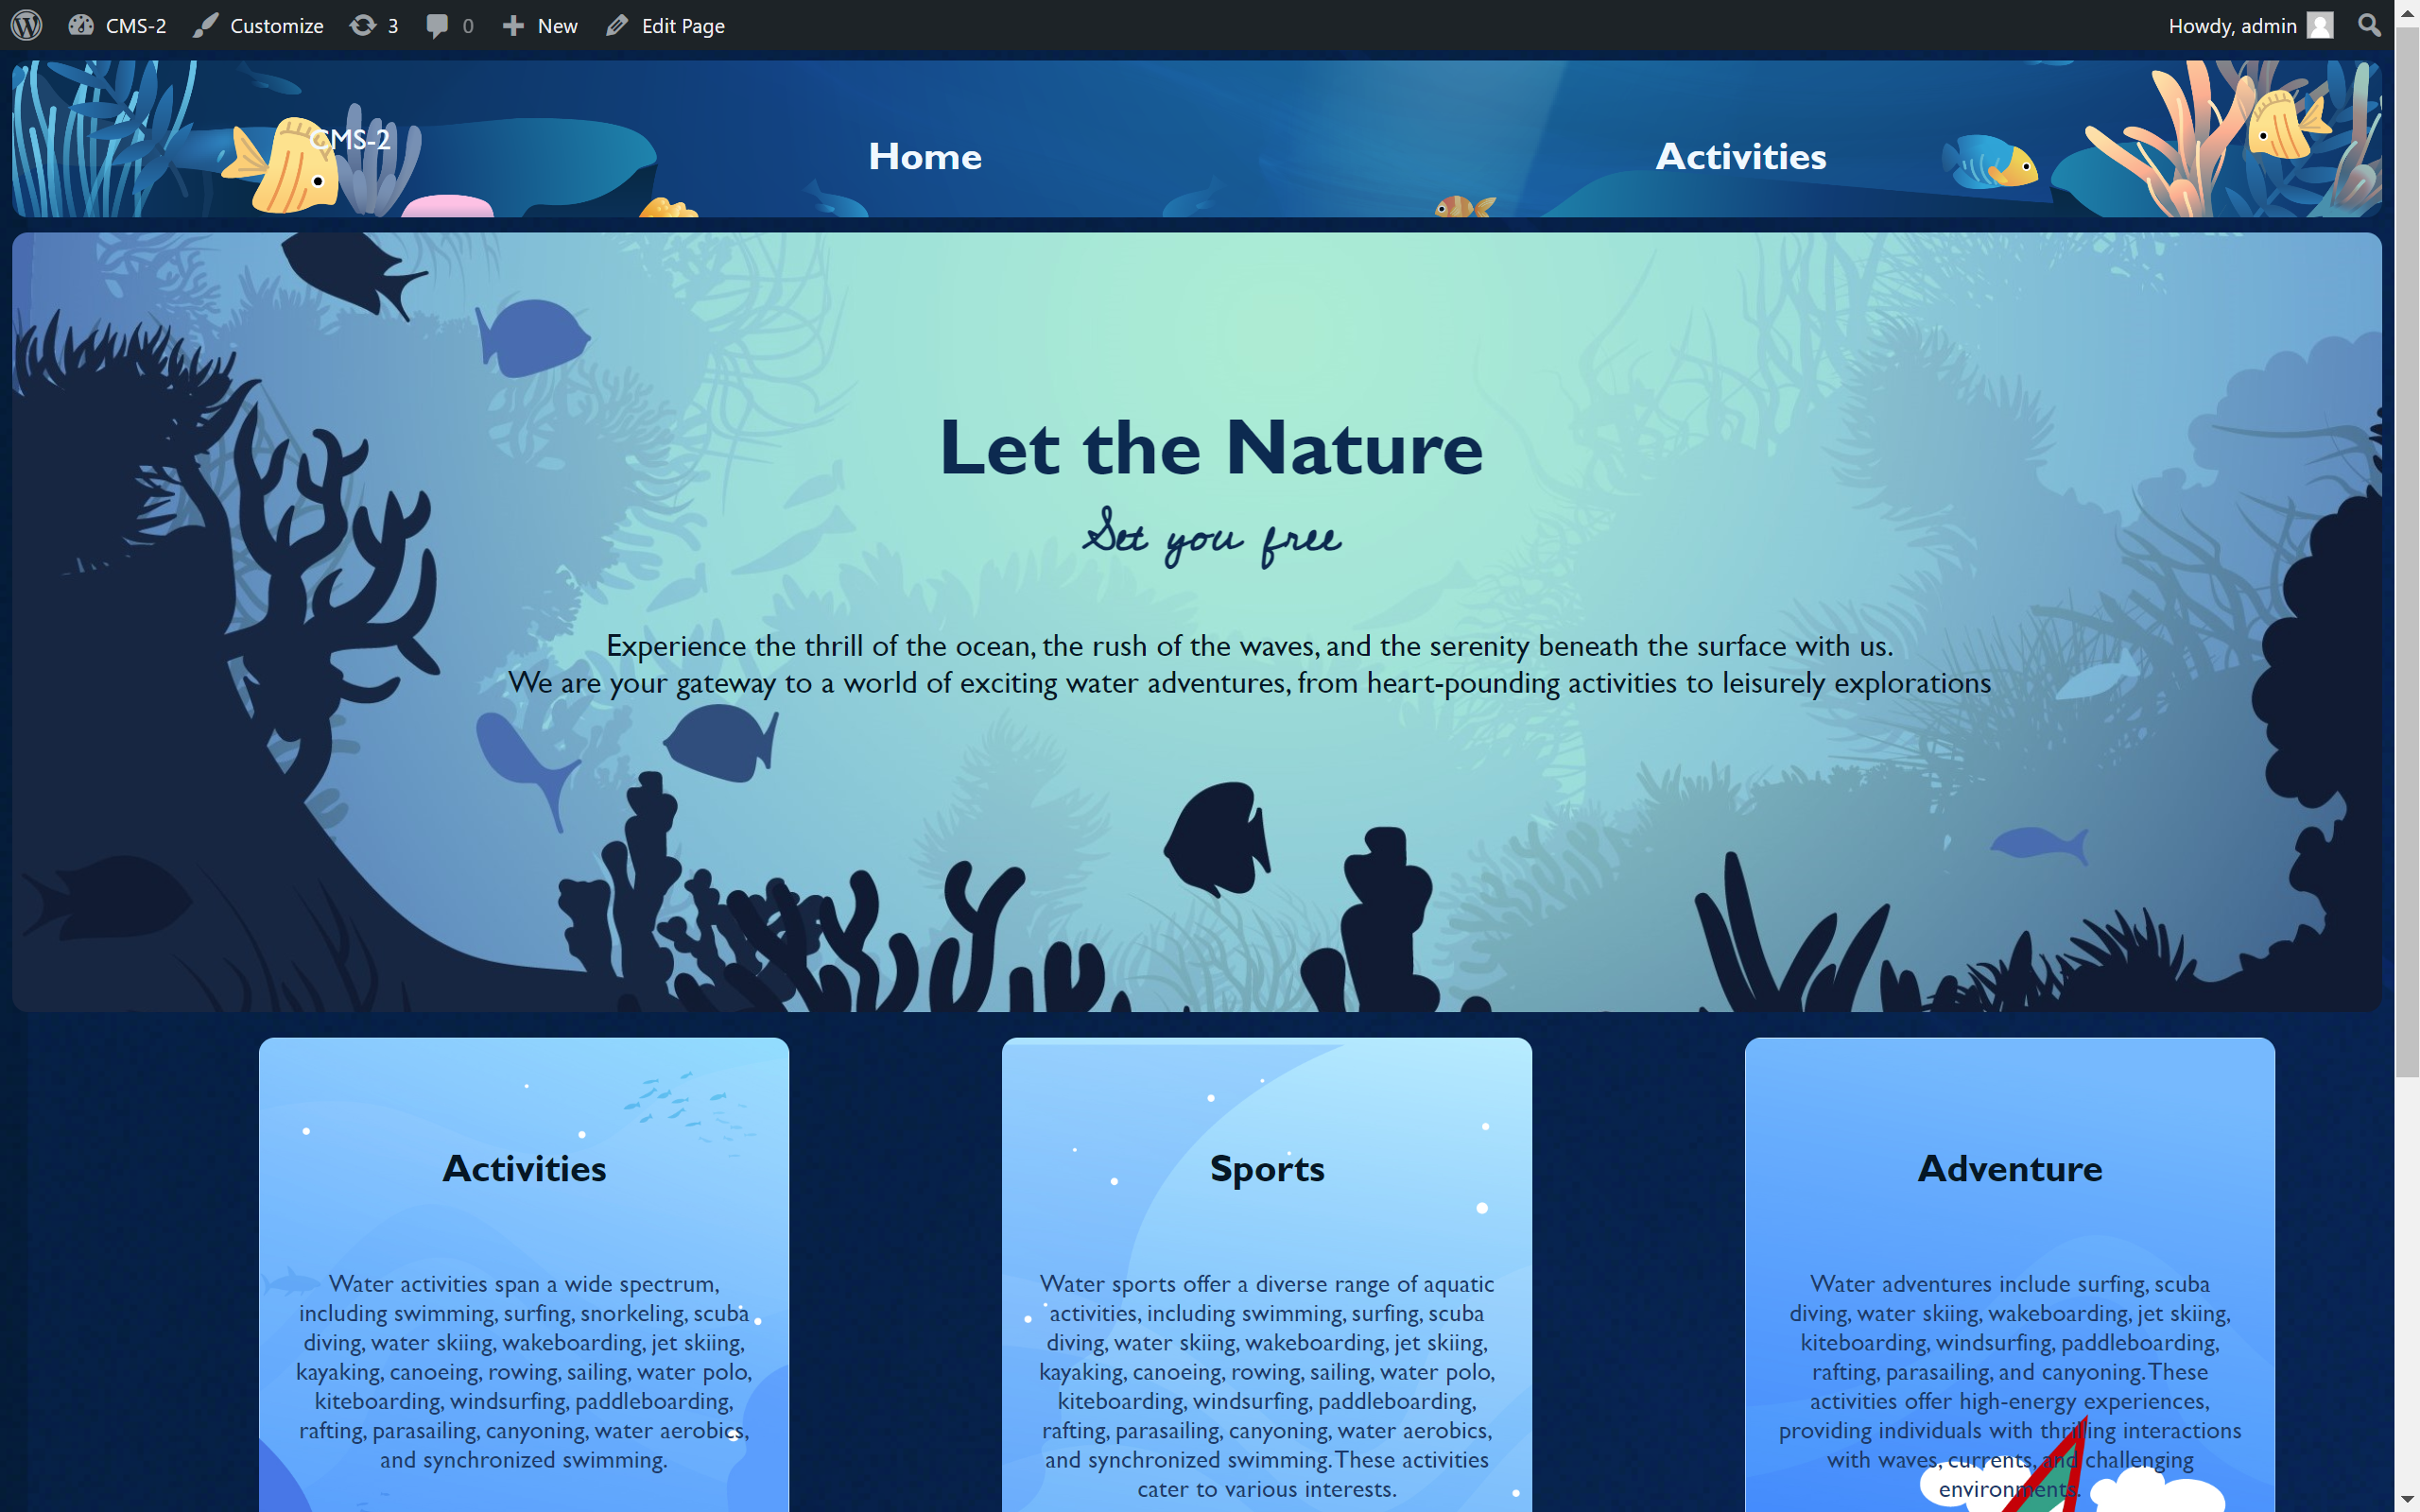 CMS-2 Customize 3 0 New Edit Page Howdy, admin
CMS-2 Home Activities
Let the Nature
Set you free
Experience the thrill of the ocean, the rush of the waves, and the serenity beneath the surface with us.
We are your gateway to a world of exciting water adventures, from heart-pounding activities to leisurely explorations
Activities
Water activities span a wide spectrum,
including swimming, surfing, snorkeling, scuba
diving, water skiing, wakeboarding, jet skiing,
kayaking, canoeing, rowing, sailing, water polo,
kiteboarding, windsurfing, paddleboarding,
rafting, parasailing, canyoning, water aerobics,
and synchronized swimming.
Sports
Water sports offer a diverse range of aquatic
activities, including swimming, surfing, scuba
diving, water skiing, wakeboarding, jet skiing,
kayaking, canoeing, rowing, sailing, water polo,
kiteboarding, windsurfing, paddleboarding,
rafting, parasailing, canyoning, water aerobics,
and synchronized swimming. These activities
cater to various interests.
Adventure
Water adventures include surfing, scuba
diving, water skiing, wakeboarding, jet skiing,
kiteboarding, windsurfing, paddleboarding,
rafting, parasailing, and canyoning. These
activities offer high-energy experiences,
providing individuals with thrilling interactions
with waves, currents, and challenging
environments.